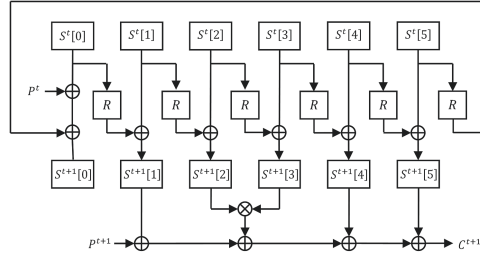 S^t[0] S^t[1] S^t[2] S^t[3] S^t[4] S^t[5]
P^t R R R R R R
S^{t+1}[0] S^{t+1}[1] S^{t+1}[2] S^{t+1}[3] S^{t+1}[4] S^{t+1}[5]
P^{t+1} C^{t+1}